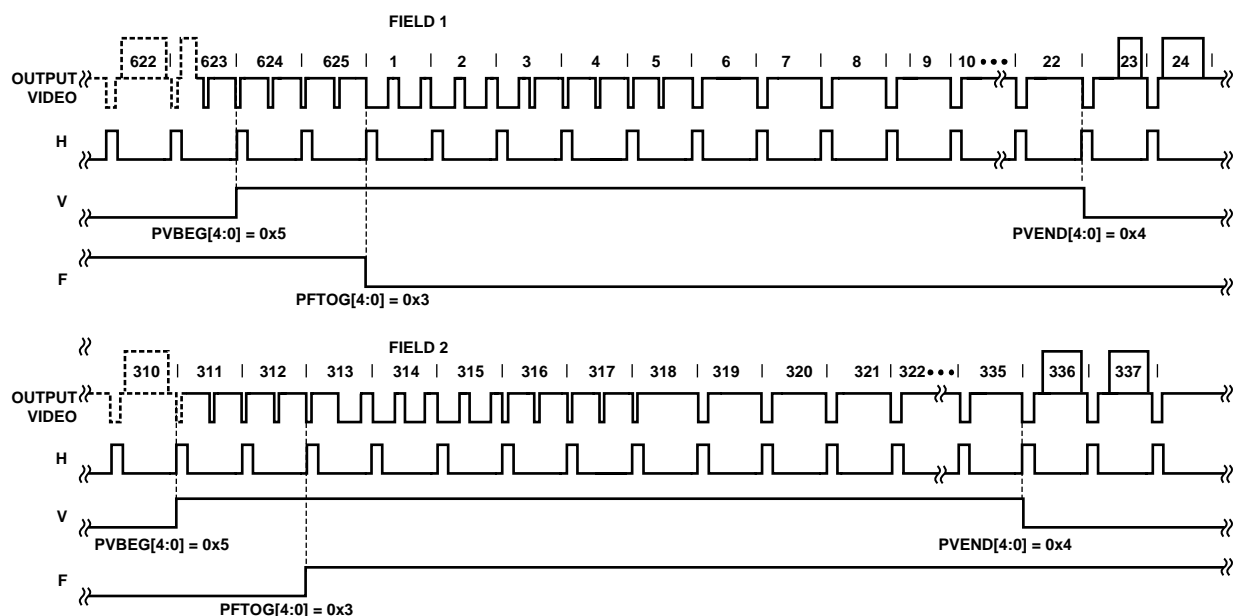 FIELD 1
622 623 624 625 1 2 3 4 5 6 7 8 9 10 •••• 22 23 24
OUTPUT
VIDEO
H
V
PVBEG[4:0] = 0x5
PVEND[4:0] = 0x4
F
PFTOG[4:0] = 0x3
FIELD 2
310 311 312 313 314 315 316 317 318 319 320 321 322 ••• 335 336 337
OUTPUT
VIDEO
H
V
PVBEG[4:0] = 0x5
PVEND[4:0] = 0x4
F
PFTOG[4:0] = 0x3